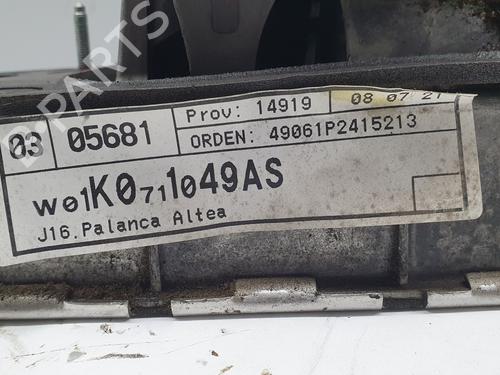 B PARTS
03 05681 Prov: 14919 08 07 21
ORDEN: 49061P2415213
W01K0711049AS
J16.Palanca Altea